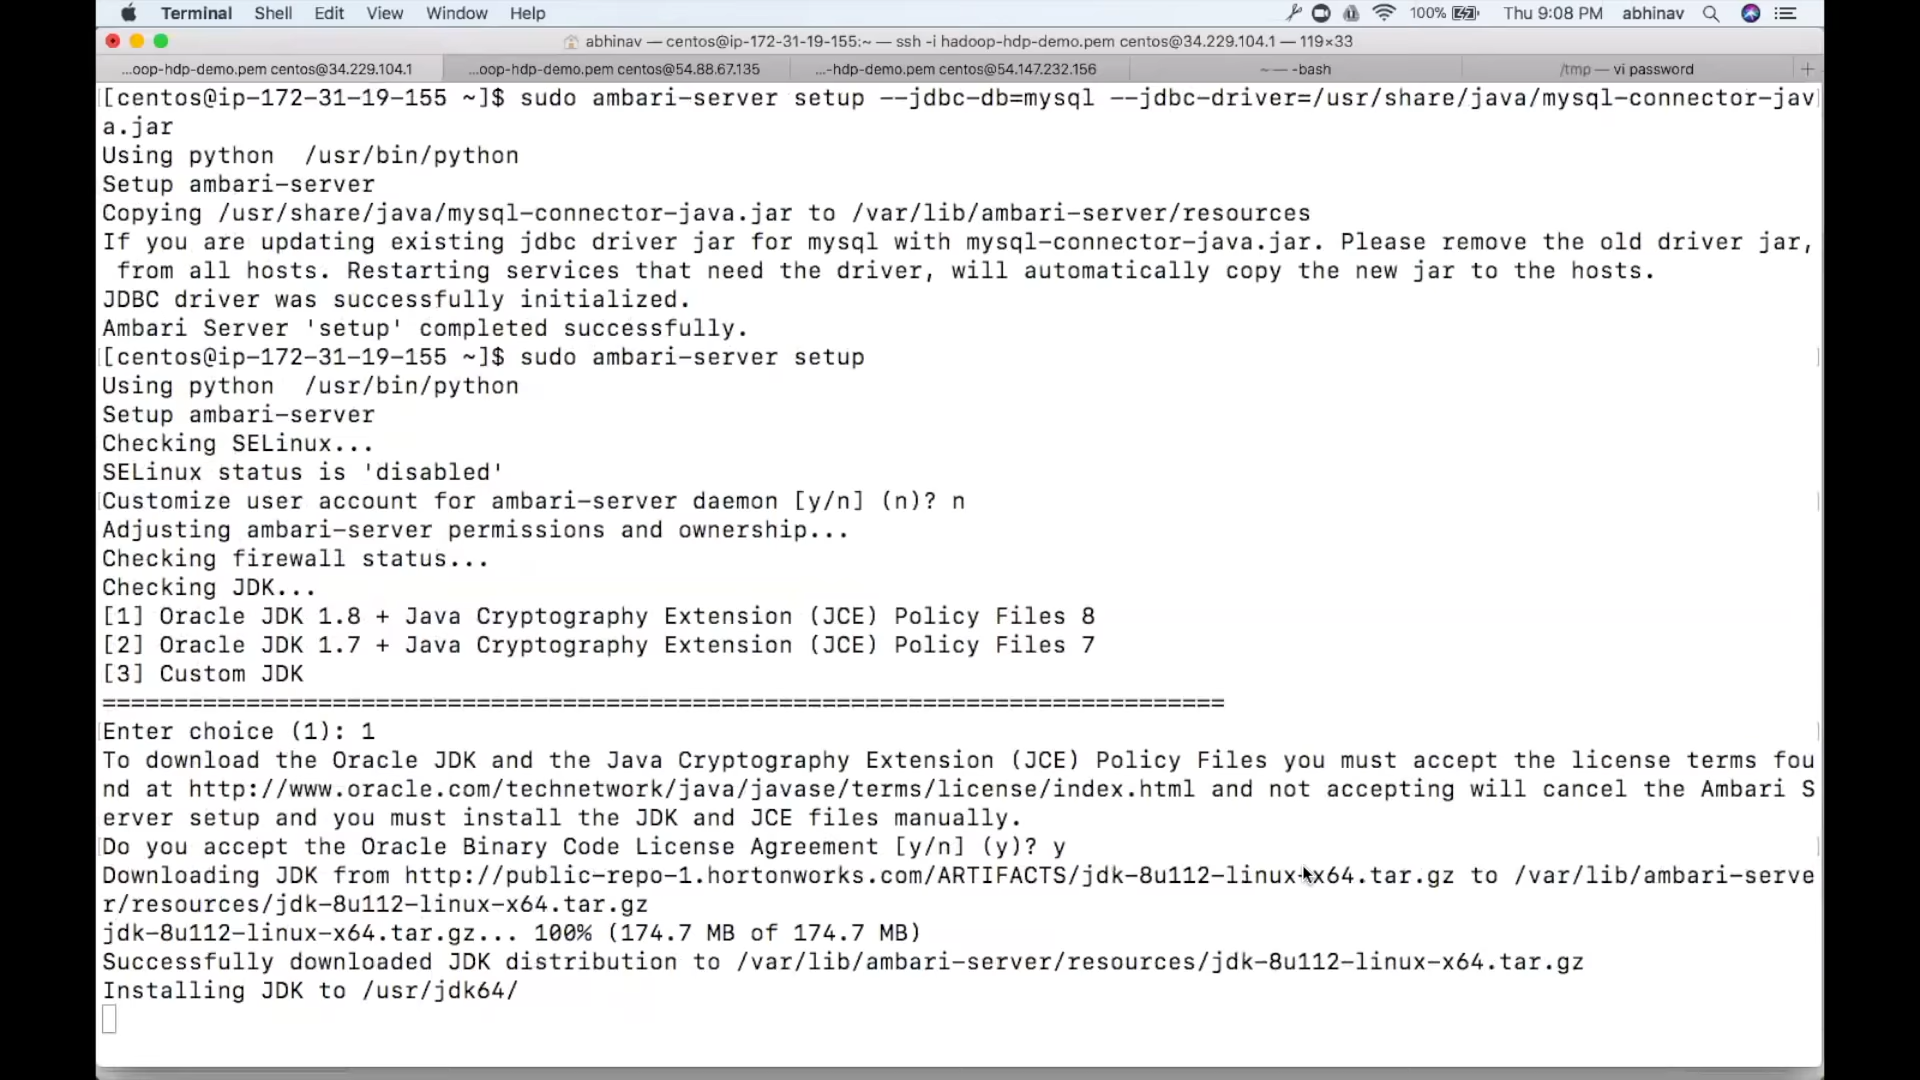 Terminal Shell Edit View Window Help 100% Thu 9:08 PM abhinav
abhinav — centos@ip-172-31-19-155:~ — ssh -i hadoop-hdp-demo.pem centos@34.229.104.1 — 119×33
...oop-hdp-demo.pem centos@34.229.104.1 ...oop-hdp-demo.pem centos@54.88.67.135 ...-hdp-demo.pem centos@54.147.232.156 ~ — -bash /tmp — vi password +
[centos@ip-172-31-19-155 ~]$ sudo ambari-server setup --jdbc-db=mysql --jdbc-driver=/usr/share/java/mysql-connector-jav
a.jar
Using python  /usr/bin/python
Setup ambari-server
Copying /usr/share/java/mysql-connector-java.jar to /var/lib/ambari-server/resources
If you are updating existing jdbc driver jar for mysql with mysql-connector-java.jar. Please remove the old driver jar,
 from all hosts. Restarting services that need the driver, will automatically copy the new jar to the hosts.
JDBC driver was successfully initialized.
Ambari Server 'setup' completed successfully.
[centos@ip-172-31-19-155 ~]$ sudo ambari-server setup
Using python  /usr/bin/python
Setup ambari-server
Checking SELinux...
SELinux status is 'disabled'
Customize user account for ambari-server daemon [y/n] (n)? n
Adjusting ambari-server permissions and ownership...
Checking firewall status...
Checking JDK...
[1] Oracle JDK 1.8 + Java Cryptography Extension (JCE) Policy Files 8
[2] Oracle JDK 1.7 + Java Cryptography Extension (JCE) Policy Files 7
[3] Custom JDK
==============================================================================
Enter choice (1): 1
To download the Oracle JDK and the Java Cryptography Extension (JCE) Policy Files you must accept the license terms fou
nd at http://www.oracle.com/technetwork/java/javase/terms/license/index.html and not accepting will cancel the Ambari S
erver setup and you must install the JDK and JCE files manually.
Do you accept the Oracle Binary Code License Agreement [y/n] (y)? y
Downloading JDK from http://public-repo-1.hortonworks.com/ARTIFACTS/jdk-8u112-linux-x64.tar.gz to /var/lib/ambari-serve
r/resources/jdk-8u112-linux-x64.tar.gz
jdk-8u112-linux-x64.tar.gz... 100% (174.7 MB of 174.7 MB)
Successfully downloaded JDK distribution to /var/lib/ambari-server/resources/jdk-8u112-linux-x64.tar.gz
Installing JDK to /usr/jdk64/